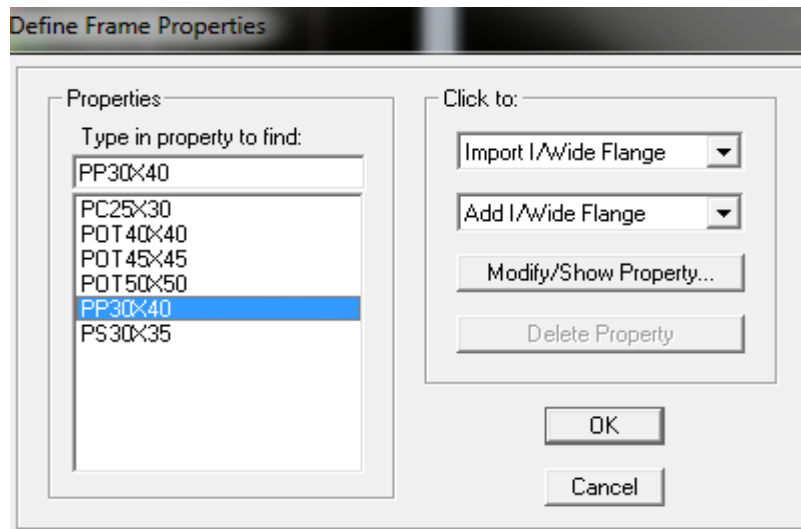 Define Frame Properties
Properties
Type in property to find:
PP30X40
PC25X30
POT40X40
POT45X45
POT50X50
PP30X40
PS30X35
Click to:
Import I/Wide Flange
Add I/Wide Flange
Modify/Show Property...
Delete Property
OK
Cancel